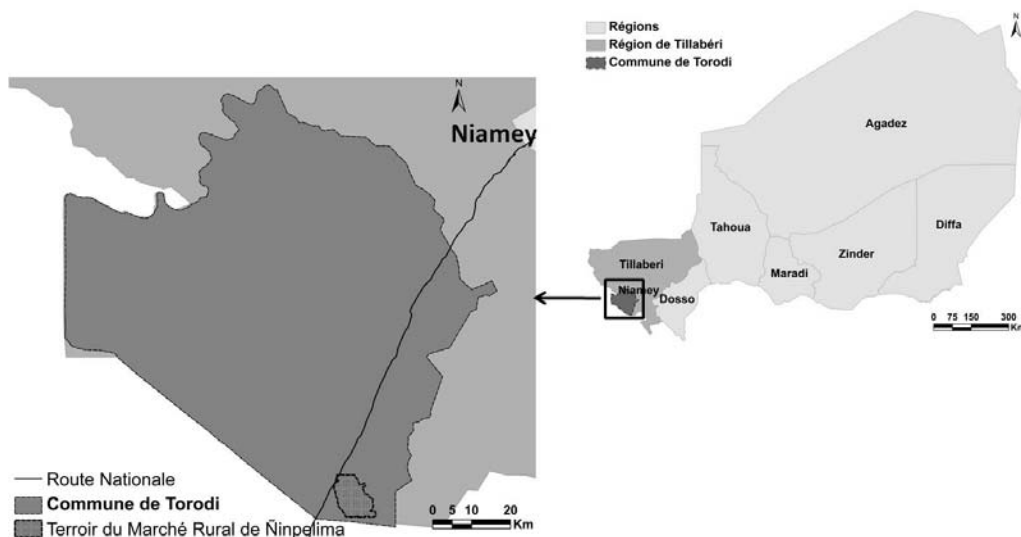 N
Niamey
Route Nationale
Commune de Torodi
Terroir du Marché Rural de Ñinpelima
0 5 10 20
Km
Régions
Région de Tillabéri
Commune de Torodi
N
Agadez
Tahoua
Diffa
Zinder
Maradi
Tillaberi
Niamey
Dosso
0 75 150 300
Km